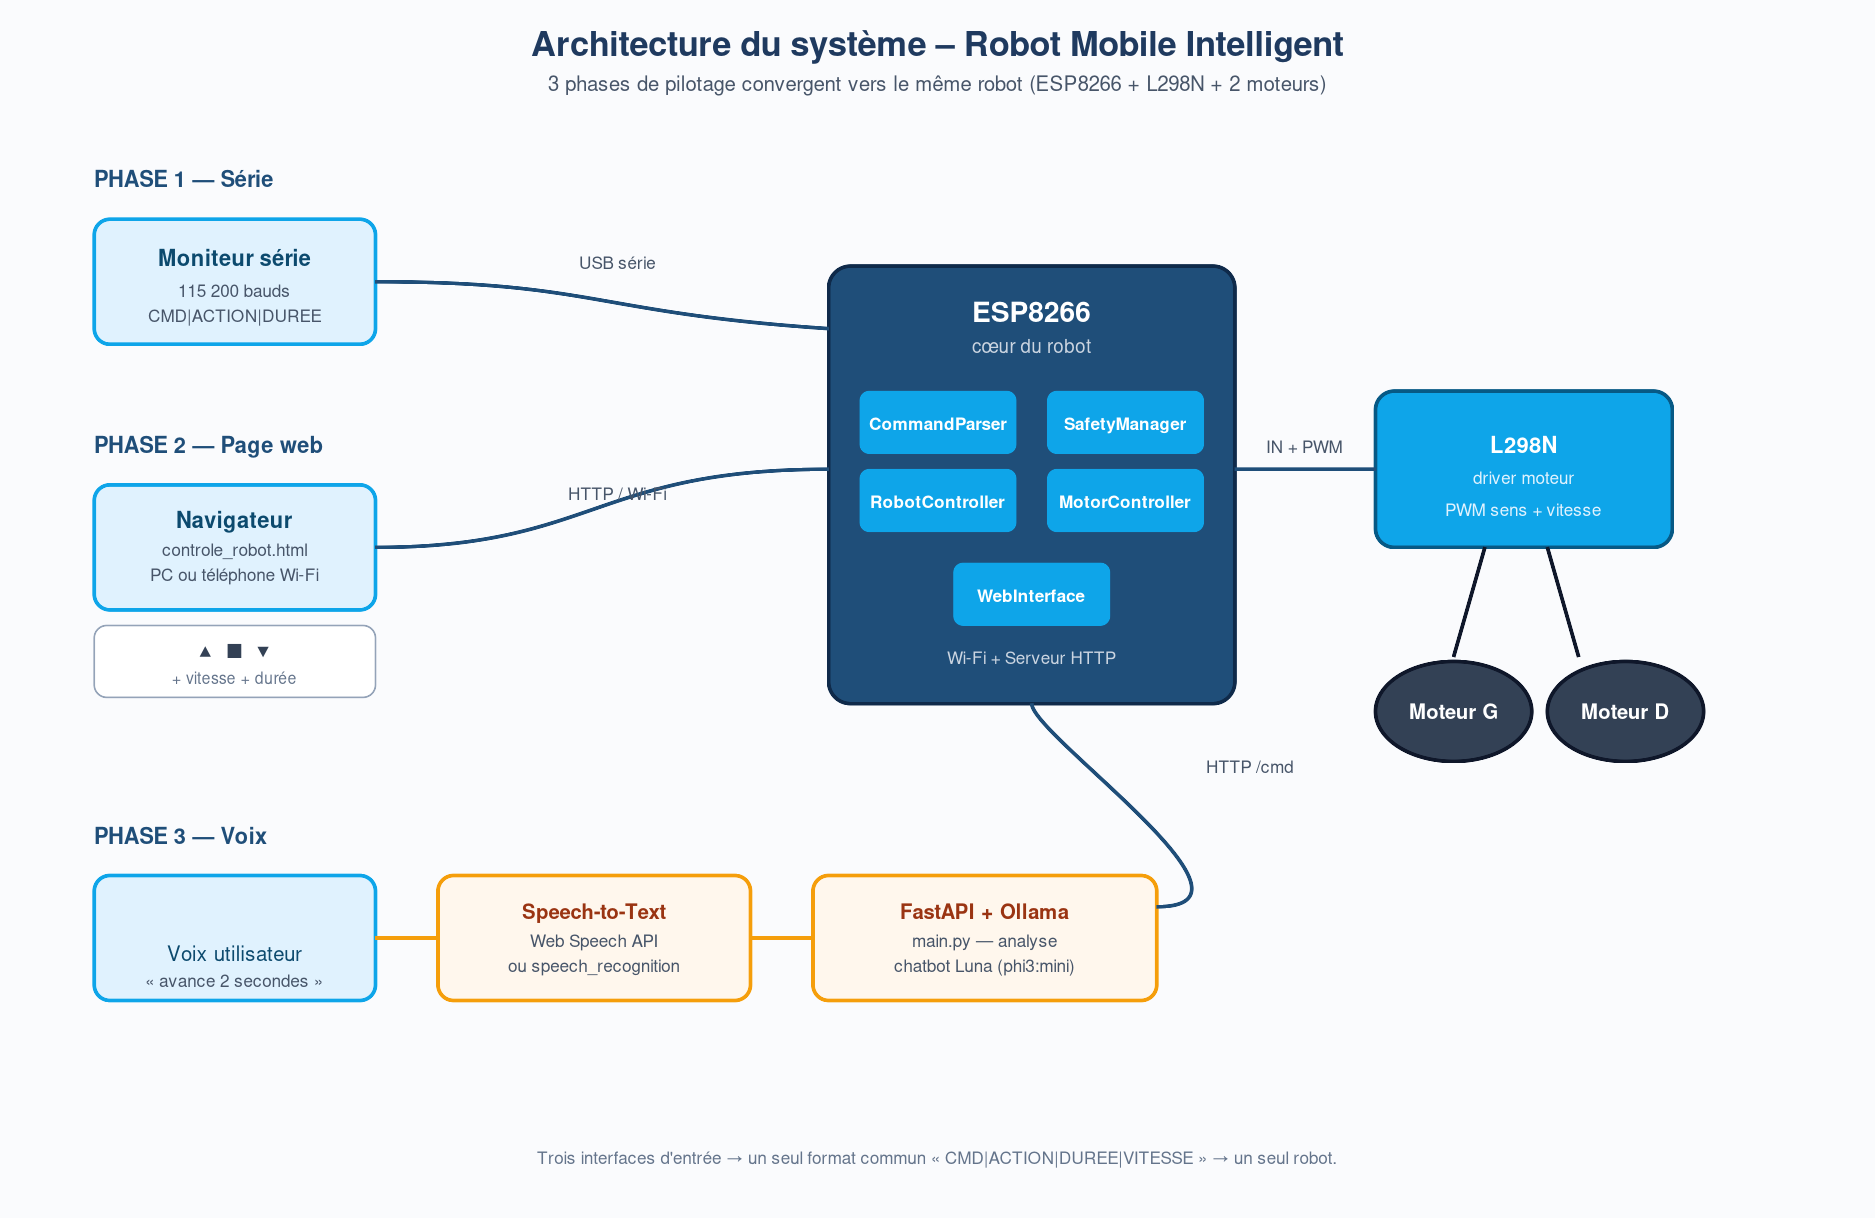 Architecture du système – Robot Mobile Intelligent
3 phases de pilotage convergent vers le même robot (ESP8266 + L298N + 2 moteurs)
PHASE 1 — Série
Moniteur série
115 200 bauds
CMD|ACTION|DUREE
USB série
PHASE 2 — Page web
Navigateur
controle_robot.html
PC ou téléphone Wi-Fi
▲ ■ ▼
+ vitesse + durée
HTTP / Wi-Fi
ESP8266
cœur du robot
CommandParser
SafetyManager
RobotController
MotorController
WebInterface
Wi-Fi + Serveur HTTP
IN + PWM
L298N
driver moteur
PWM sens + vitesse
Moteur G
Moteur D
HTTP /cmd
PHASE 3 — Voix
Voix utilisateur
« avance 2 secondes »
Speech-to-Text
Web Speech API
ou speech_recognition
FastAPI + Ollama
main.py — analyse
chatbot Luna (phi3:mini)
Trois interfaces d'entrée → un seul format commun « CMD|ACTION|DUREE|VITESSE » → un seul robot.